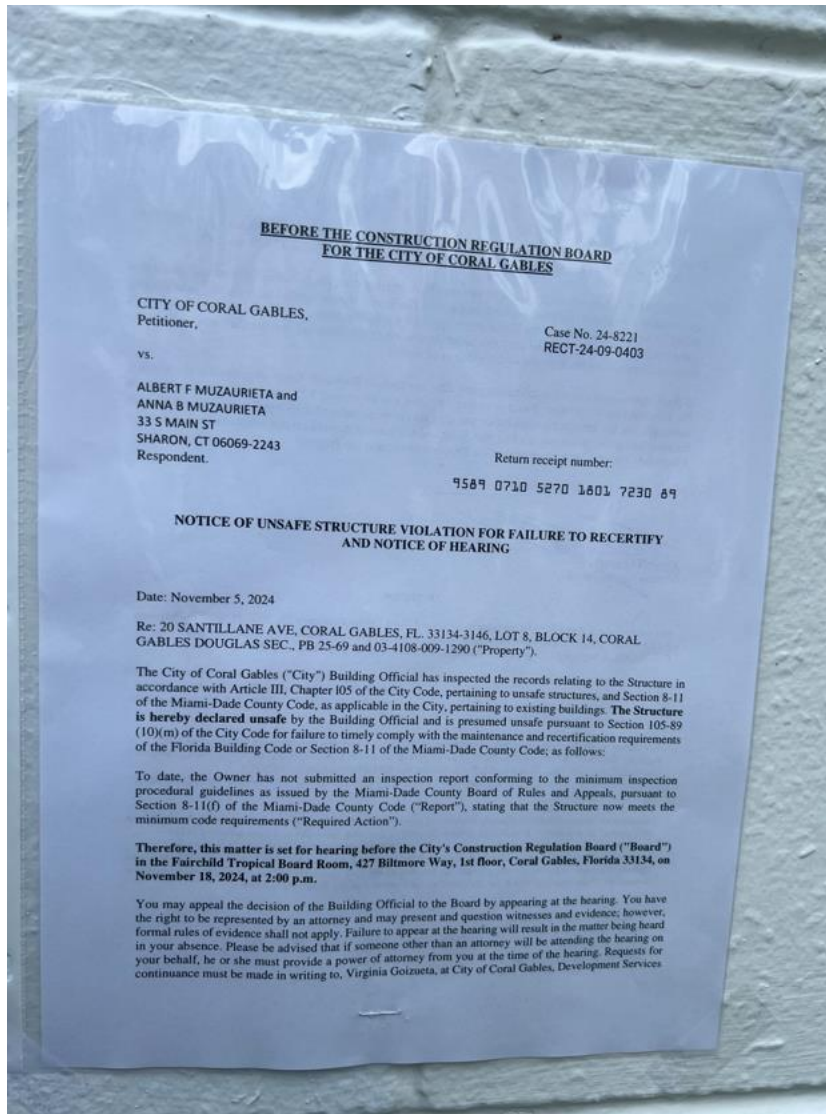 BEFORE THE CONSTRUCTION REGULATION BOARD
FOR THE CITY OF CORAL GABLES
CITY OF CORAL GABLES,
Petitioner,
Case No. 24-8221
RECT-24-09-0403
vs.
ALBERT F MUZAURIETA and
ANNA B MUZAURIETA
33 S MAIN ST
SHARON, CT 06069-2243
Respondent.
Return receipt number:
9589 0710 5270 1801 7230 89
NOTICE OF UNSAFE STRUCTURE VIOLATION FOR FAILURE TO RECERTIFY
AND NOTICE OF HEARING
Date: November 5, 2024
Re: 20 SANTILLANE AVE, CORAL GABLES, FL. 33134-3146, LOT 8, BLOCK 14, CORAL
GABLES DOUGLAS SEC., PB 25-69 and 03-4108-009-1290 ("Property").
The City of Coral Gables ("City") Building Official has inspected the records relating to the Structure in
accordance with Article III, Chapter 105 of the City Code, pertaining to unsafe structures, and Section 8-11
of the Miami-Dade County Code, as applicable in the City, pertaining to existing buildings. The Structure
is hereby declared unsafe by the Building Official and is presumed unsafe pursuant to Section 105-89
(10)(m) of the City Code for failure to timely comply with the maintenance and recertification requirements
of the Florida Building Code or Section 8-11 of the Miami-Dade County Code; as follows:
To date, the Owner has not submitted an inspection report conforming to the minimum inspection
procedural guidelines as issued by the Miami-Dade County Board of Rules and Appeals, pursuant to
Section 8-11(f) of the Miami-Dade County Code ("Report"), stating that the Structure now meets the
minimum code requirements ("Required Action").
Therefore, this matter is set for hearing before the City's Construction Regulation Board ("Board")
in the Fairchild Tropical Board Room, 427 Biltmore Way, 1st floor, Coral Gables, Florida 33134, on
November 18, 2024, at 2:00 p.m.
You may appeal the decision of the Building Official to the Board by appearing at the hearing. You have
the right to be represented by an attorney and may present and question witnesses and evidence; however,
formal rules of evidence shall not apply. Failure to appear at the hearing will result in the matter being heard
in your absence. Please be advised that if someone other than an attorney will be attending the hearing on
your behalf, he or she must provide a power of attorney from you at the time of the hearing. Requests for
continuance must be made in writing to, Virginia Goizueta, at City of Coral Gables, Development Services